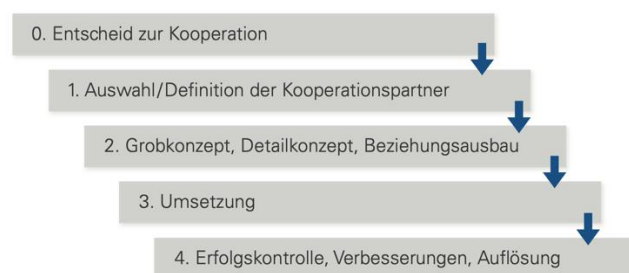 0. Entscheid zur Kooperation
1. Auswahl/Definition der Kooperationspartner
2. Grobkonzept, Detailkonzept, Beziehungsausbau
3. Umsetzung
4. Erfolgskontrolle, Verbesserungen, Auflösung